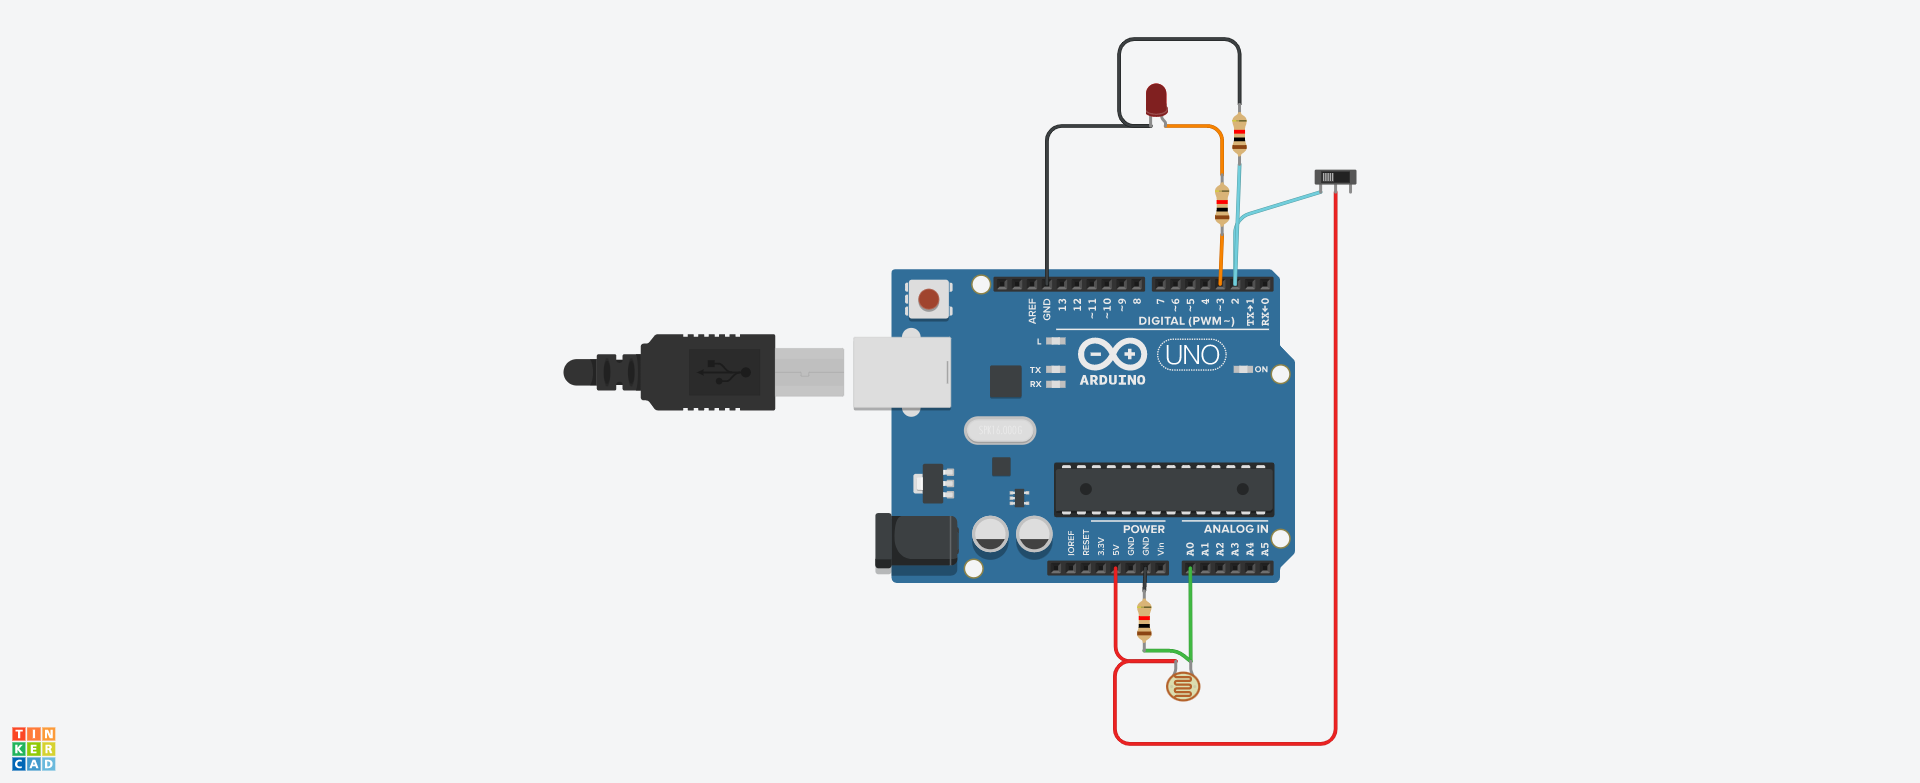 AREF
GND
13
12
~11
~10
~9
8
7
~6
~5
4
~3
2
TX→1
RX←0
DIGITAL (PWM~)
L
TX
RX
UNO
ON
ARDUINO
POWER
ANALOG IN
IOREF
RESET
3.3V
5V
GND
GND
Vin
A0
A1
A2
A3
A4
A5
TIN
KER
CAD